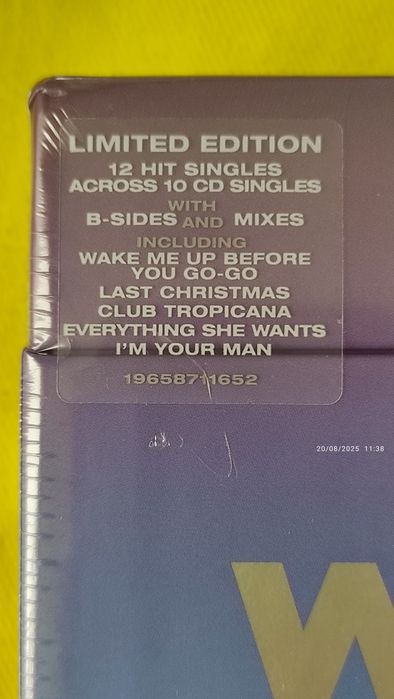 LIMITED EDITION
12 HIT SINGLES
ACROSS 10 CD SINGLES
WITH
B-SIDES AND MIXES
INCLUDING
WAKE ME UP BEFORE
YOU GO-GO
LAST CHRISTMAS
CLUB TROPICANA
EVERYTHING SHE WANTS
I'M YOUR MAN
19658711652
20/08/2025 11:38
W